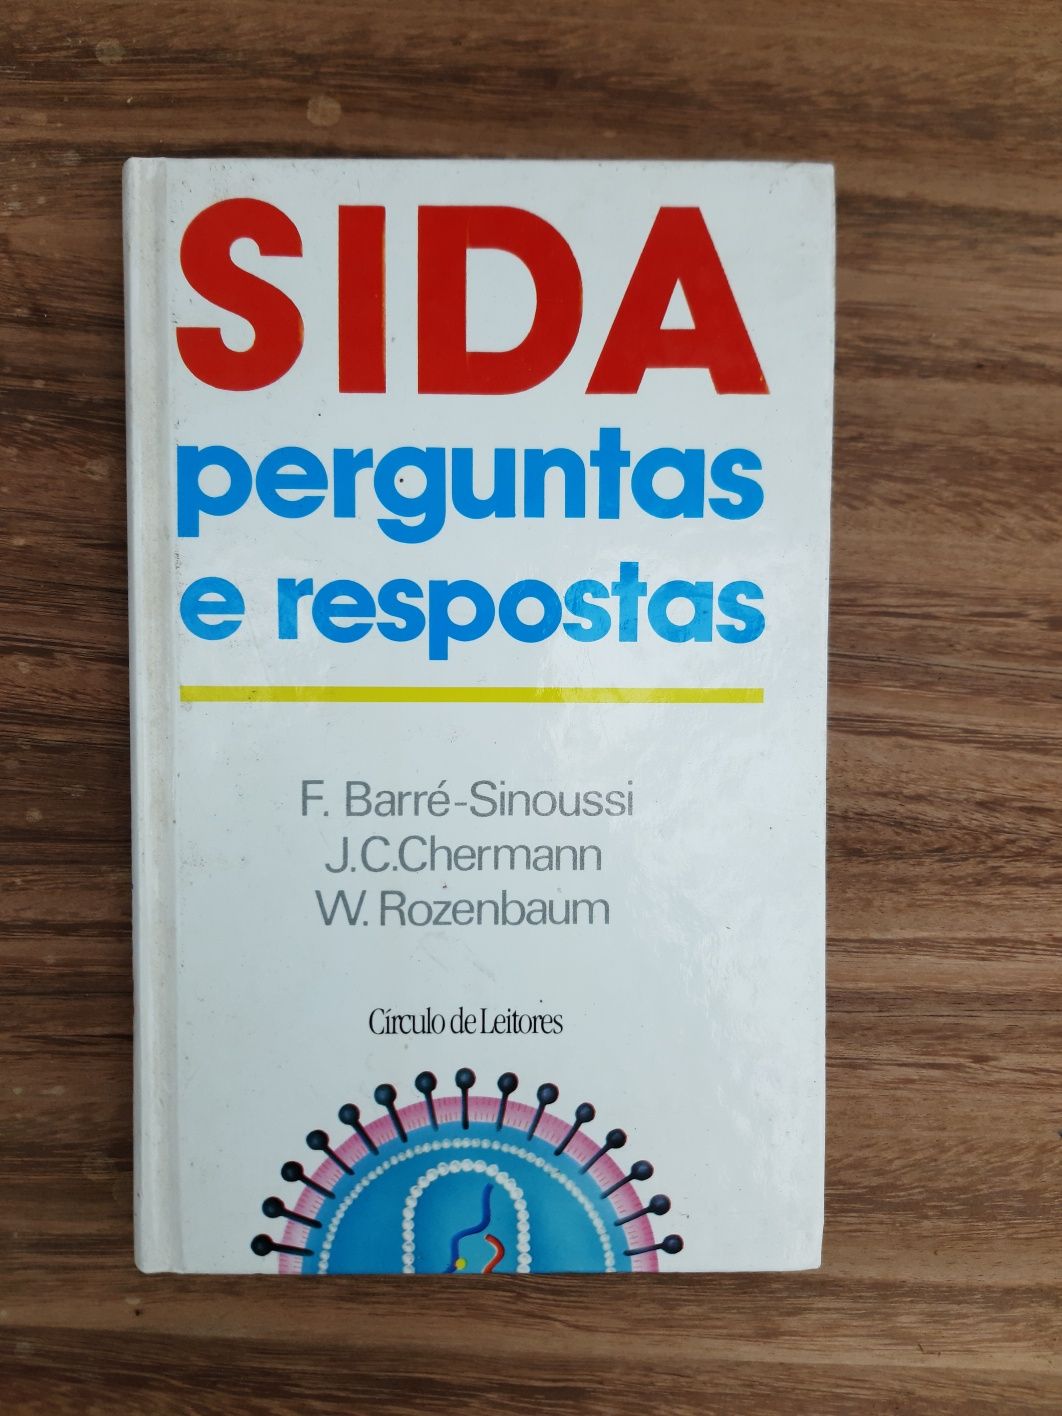 SIDA
perguntas
e respostas
F. Barré-Sinoussi
J.C.Chermann
W. Rozenbaum
Círculo de Leitores